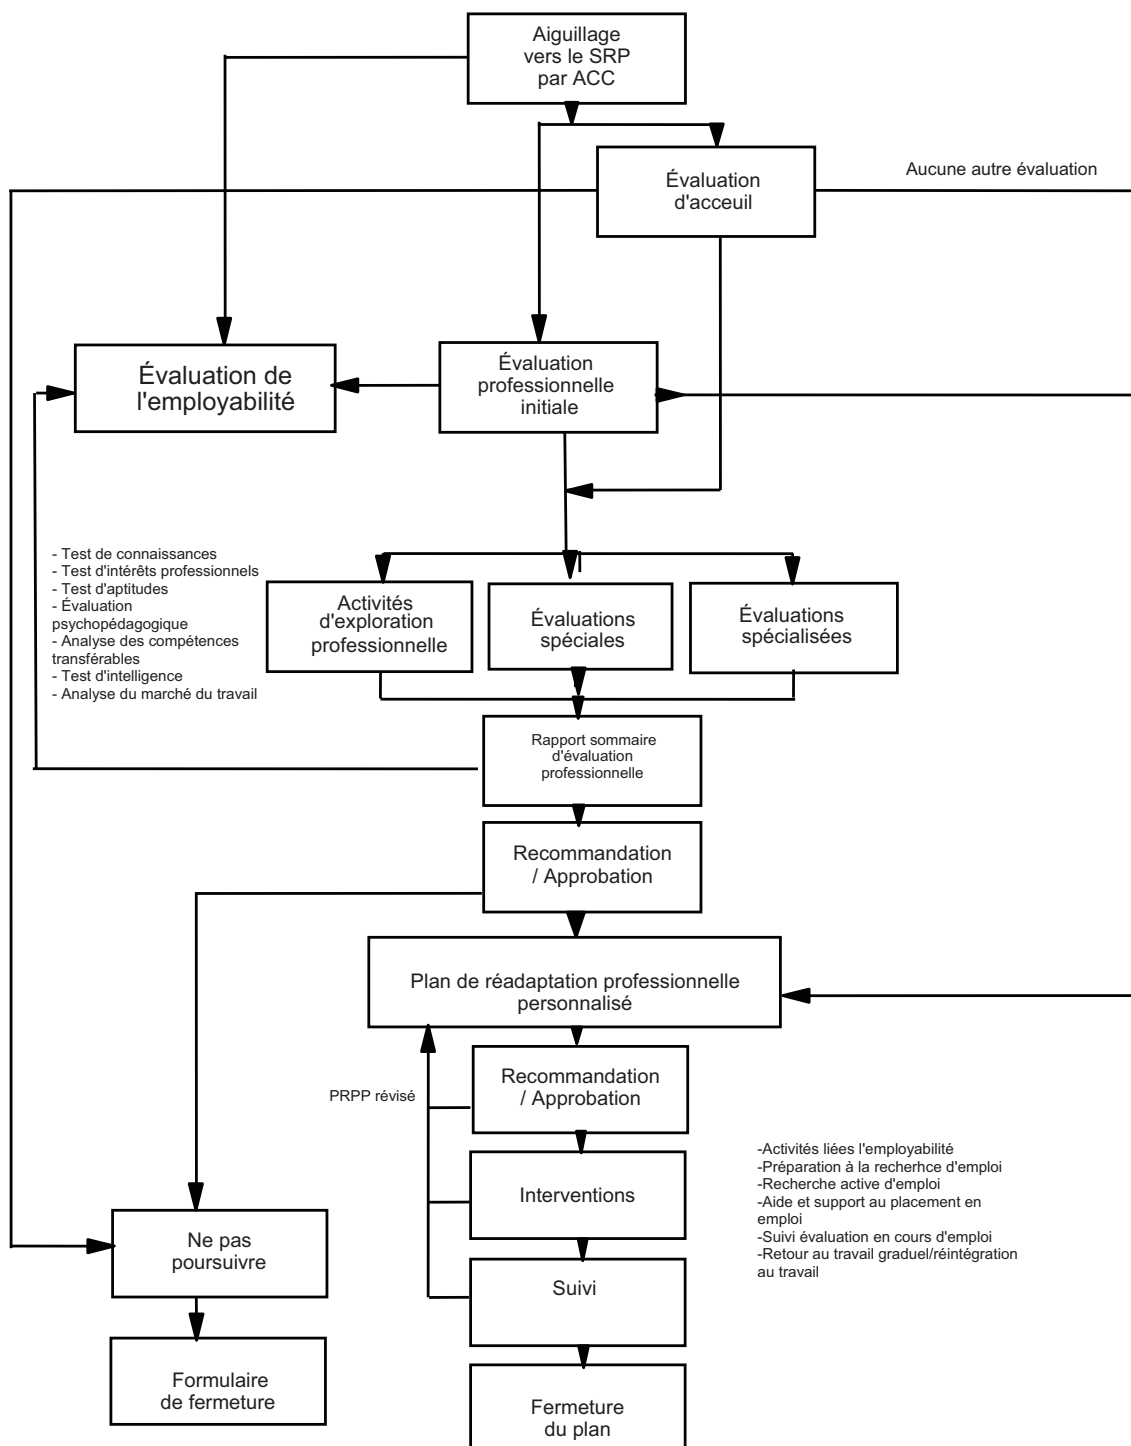 Aiguillage
vers le SRP
par ACC
Évaluation
d'acceuil
Aucune autre évaluation
Évaluation de
l'employabilité
Évaluation
professionnelle
initiale
- Test de connaissances
- Test d'intérêts professionnels
- Test d'aptitudes
- Évaluation
psychopédagogique
- Analyse des compétences
transférables
- Test d'intelligence
- Analyse du marché du travail
Activités
d'exploration
professionnelle
Évaluations
spéciales
Évaluations
spécialisées
Rapport sommaire
d'évaluation
professionnelle
Recommandation
/ Approbation
Plan de réadaptation professionnelle
personnalisé
PRPP révisé
Recommandation
/ Approbation
Interventions
-Activités liées l'employabilité
-Préparation à la recherhce d'emploi
-Recherche active d'emploi
-Aide et support au placement en
emploi
-Suivi évaluation en cours d'emploi
-Retour au travail graduel/réintégration
au travail
Ne pas
poursuivre
Suivi
Formulaire
de fermeture
Fermeture
du plan